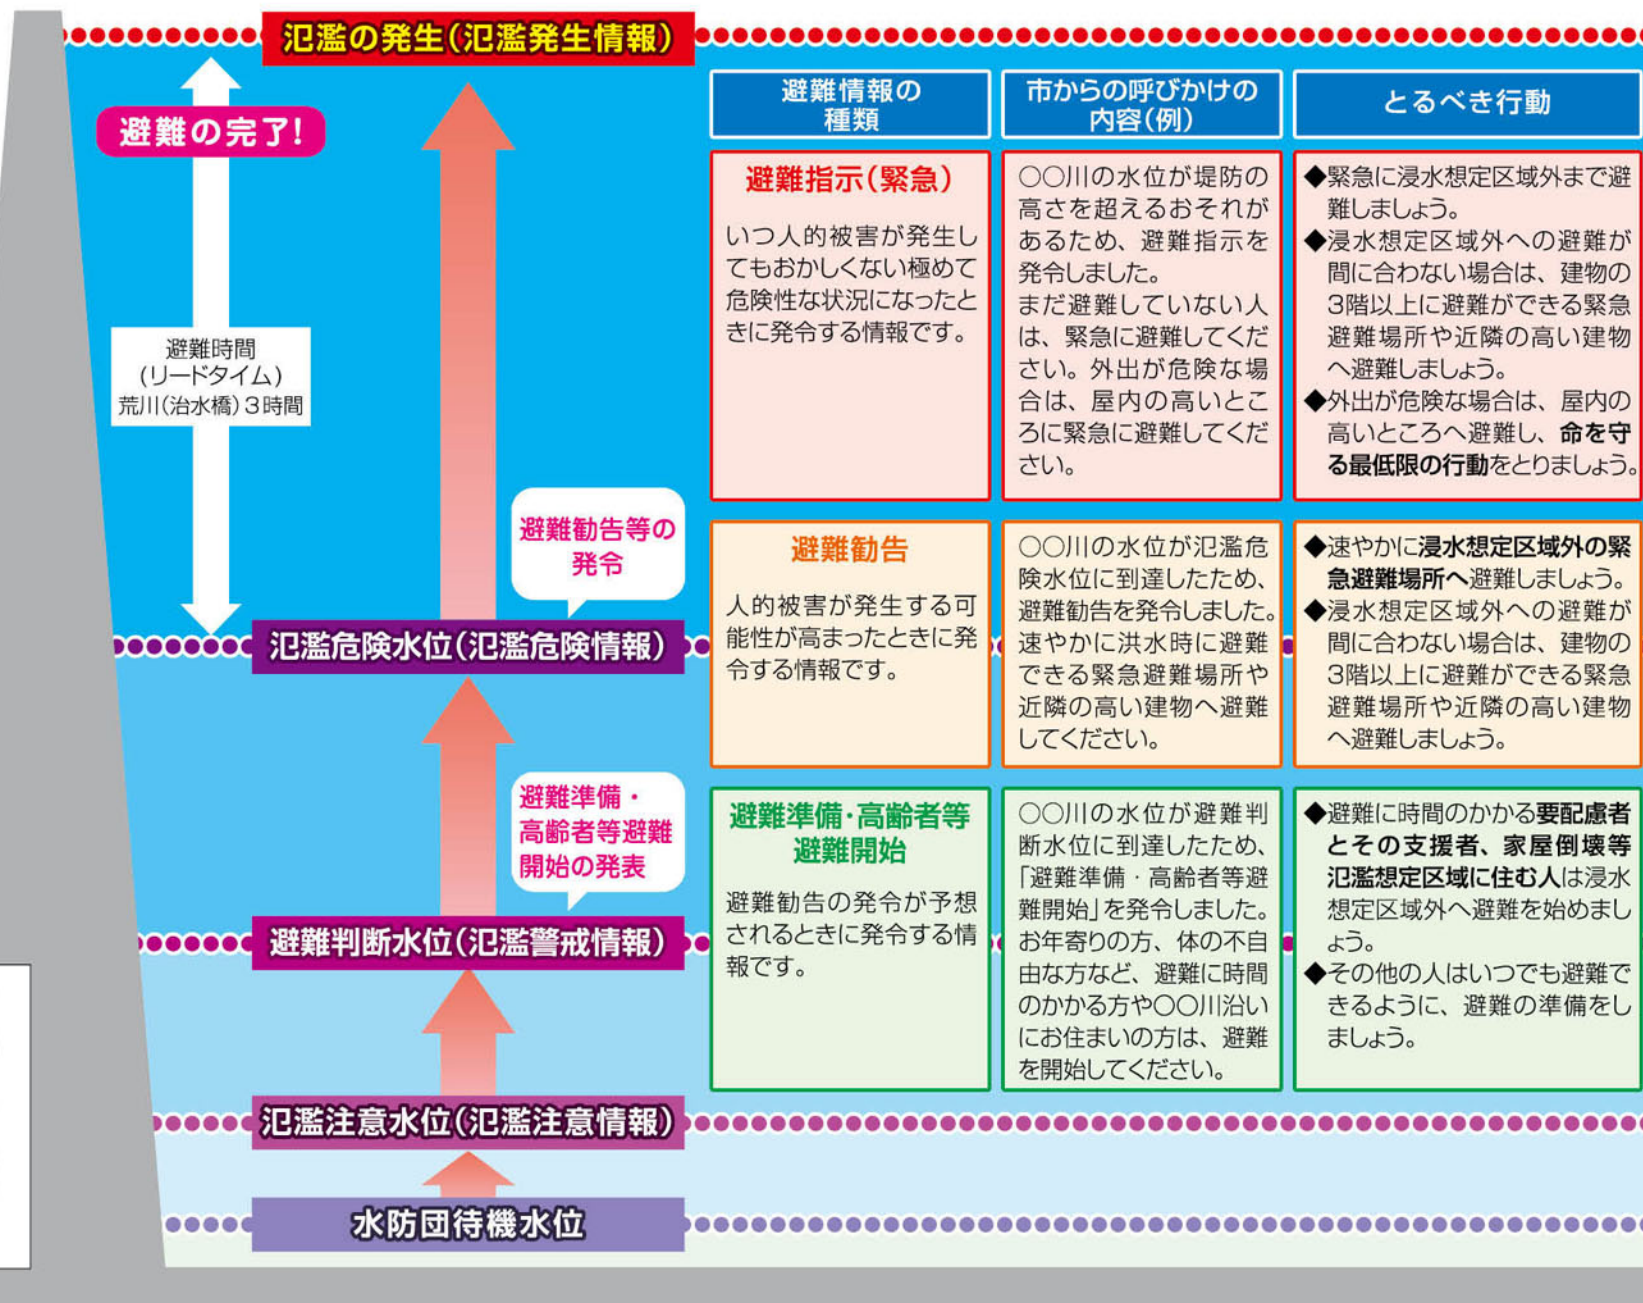 氾濫の発生(氾濫発生情報)
避難の完了!
避難時間
(リードタイム)
荒川(治水橋)3時間
避難勧告等の
発令
氾濫危険水位(氾濫危険情報)
避難準備・
高齢者等避難
開始の発表
避難判断水位(氾濫警戒情報)
氾濫注意水位(氾濫注意情報)
水防団待機水位
避難情報の
種類
市からの呼びかけの
内容(例)
とるべき行動
避難指示(緊急)
いつ人的被害が発生し
てもおかしくない極めて
危険性な状況になったと
きに発令する情報です。
〇〇川の水位が堤防の
高さを超えるおそれが
あるため、避難指示を
発令しました。
まだ避難していない人
は、緊急に避難してくだ
さい。外出が危険な場
合は、屋内の高いとこ
ろに緊急に避難してくだ
さい。
◆緊急に浸水想定区域外まで避
難しましょう。
◆浸水想定区域外への避難が
間に合わない場合は、建物の
3階以上に避難ができる緊急
避難場所や近隣の高い建物
へ避難しましょう。
◆外出が危険な場合は、屋内の
高いところへ避難し、命を守
る最低限の行動をとりましょう。
避難勧告
人的被害が発生する可
能性が高まったときに発
令する情報です。
〇〇川の水位が氾濫危
険水位に到達したため、
避難勧告を発令しました。
速やかに洪水時に避難
できる緊急避難場所や
近隣の高い建物へ避難
してください。
◆速やかに浸水想定区域外の緊
急避難場所へ避難しましょう。
◆浸水想定区域外への避難が
間に合わない場合は、建物の
3階以上に避難ができる緊急
避難場所や近隣の高い建物
へ避難しましょう。
避難準備・高齢者等
避難開始
避難勧告の発令が予想
されるときに発令する情
報です。
〇〇川の水位が避難判
断水位に到達したため、
「避難準備・高齢者等避
難開始」を発令しました。
お年寄りの方、体の不自
由な方など、避難に時間
のかかる方や〇〇川沿い
にお住まいの方は、避難
を開始してください。
◆避難に時間のかかる要配慮者
とその支援者、家屋倒壊等
氾濫想定区域に住む人は浸水
想定区域外へ避難を始めまし
ょう。
◆その他の人はいつでも避難で
きるように、避難の準備をし
ましょう。